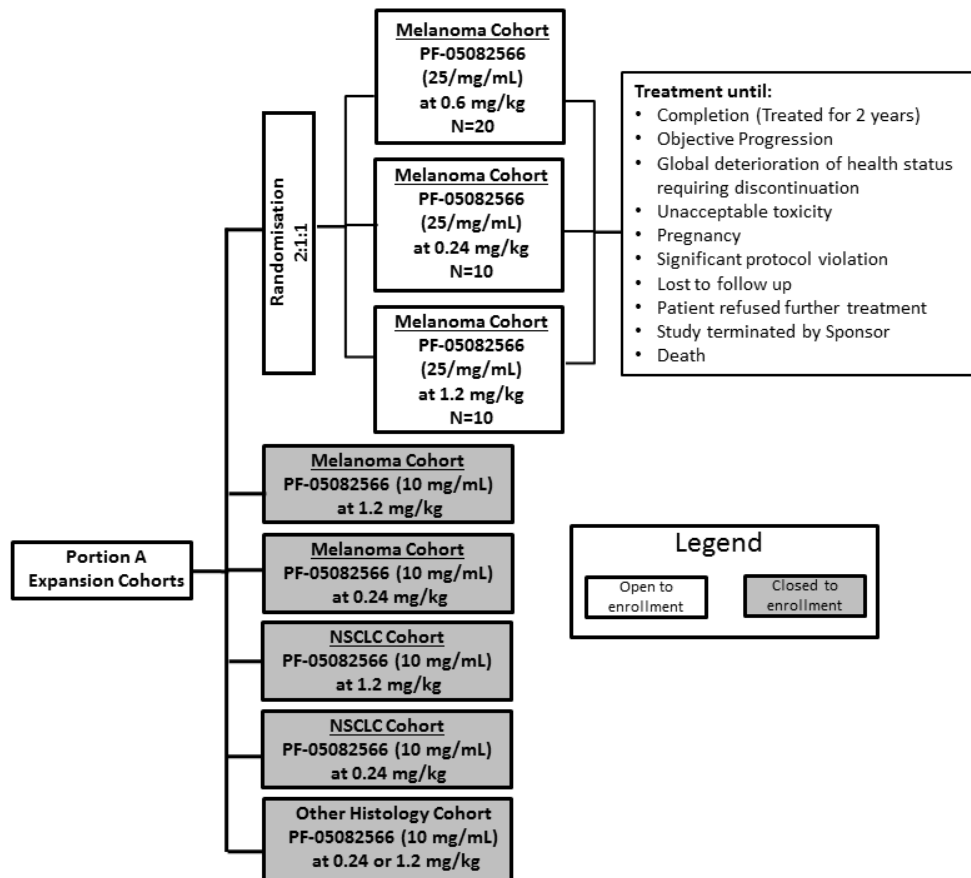 Melanoma Cohort
PF-05082566
(25/mg/mL)
at 0.6 mg/kg
N=20
Randomisation
2:1:1
Melanoma Cohort
PF-05082566
(25/mg/mL)
at 0.24 mg/kg
N=10
Melanoma Cohort
PF-05082566
(25/mg/mL)
at 1.2 mg/kg
N=10
Treatment until:
• Completion (Treated for 2 years)
• Objective Progression
• Global deterioration of health status
requiring discontinuation
• Unacceptable toxicity
• Pregnancy
• Significant protocol violation
• Lost to follow up
• Patient refused further treatment
• Study terminated by Sponsor
• Death
Portion A
Expansion Cohorts
Melanoma Cohort
PF-05082566 (10 mg/mL)
at 1.2 mg/kg
Melanoma Cohort
PF-05082566 (10 mg/mL)
at 0.24 mg/kg
NSCLC Cohort
PF-05082566 (10 mg/mL)
at 1.2 mg/kg
NSCLC Cohort
PF-05082566 (10 mg/mL)
at 0.24 mg/kg
Other Histology Cohort
PF-05082566 (10 mg/mL)
at 0.24 or 1.2 mg/kg
Legend
Open to
enrollment
Closed to
enrollment